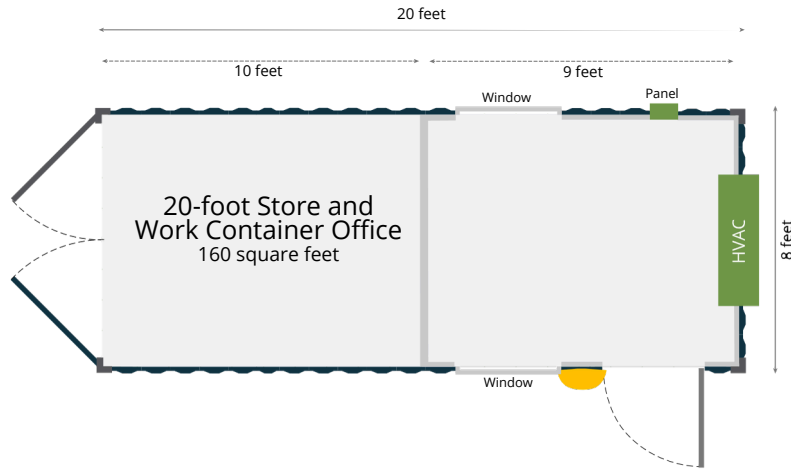 20 feet
10 feet
9 feet
Window
Panel
20-foot Store and
Work Container Office
160 square feet
HVAC
8 feet
Window